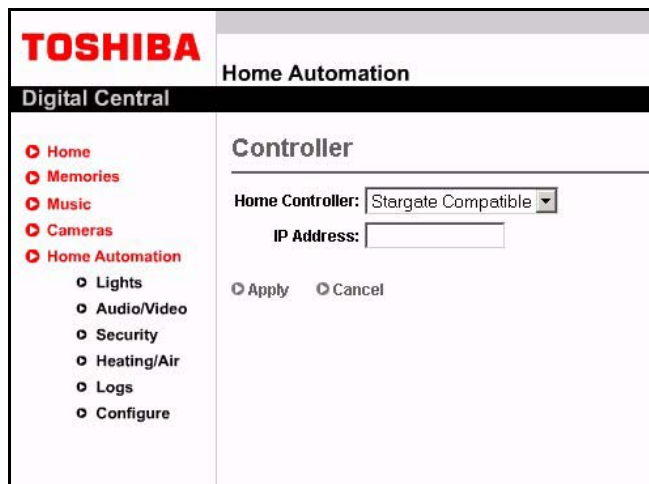 TOSHIBA
Home Automation
Digital Central
Home
Memories
Music
Cameras
Home Automation
Lights
Audio/Video
Security
Heating/Air
Logs
Configure
Controller
Home Controller: Stargate Compatible
IP Address:
Apply Cancel